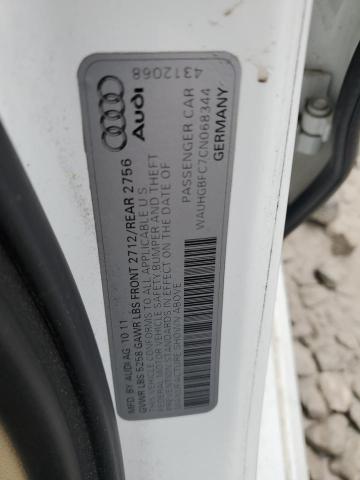 4312068
Audi
MFD. BY AUDI AG 10 11
GVWR LBS 5258 GAWR LBS FRONT 2712/REAR 2756
THIS VEHICLE CONFORMS TO ALL APPLICABLE U S
FEDERAL MOTOR VEHICLE SAFETY, BUMPER AND THEFT
PREVENTION STANDARDS IN EFFECT ON THE DATE OF
MANUFACTURE SHOWN ABOVE
PASSENGER CAR
WAUHGBFC7CN068344
GERMANY